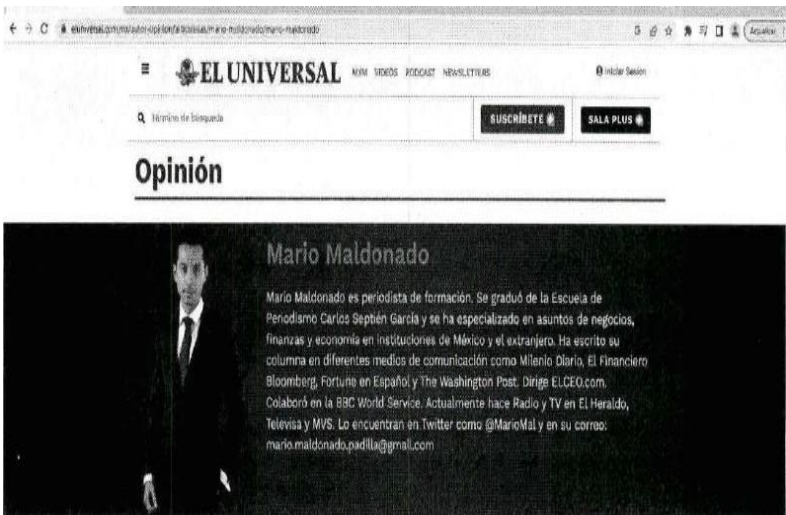 EL UNIVERSAL VIDEOS PODCAST NEWSLETTERS Iniciar Sesión
Término de búsqueda SUSCRÍBETE SALA PLUS
Opinión
Mario Maldonado
Mario Maldonado es periodista de formación. Se graduó de la Escuela de
Periodismo Carlos Septién García y se ha especializado en asuntos de negocios,
finanzas y economía en instituciones de México y el extranjero. Ha escrito su
columna en diferentes medios de comunicación como Milenio Diario, El Financiero
Bloomberg, Fortune en Español y The Washington Post. Dirige ELCEO.com.
Colaboró en la BBC World Service. Actualmente hace Radio y TV en El Heraldo,
Televisa y MVS. Lo encuentran en Twitter como @MarioMal y en su correo:
mario.maldonado.padilla@gmail.com